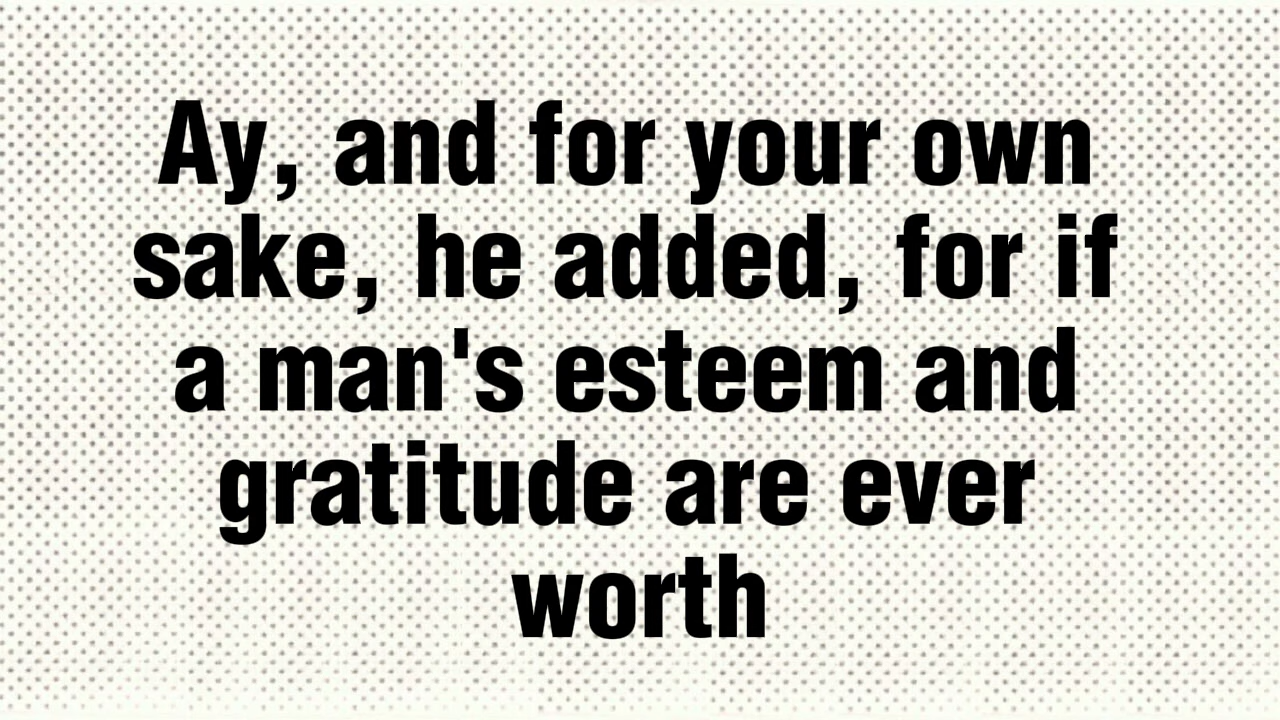 Ay, and for your own
sake, he added, for if
a man's esteem and
gratitude are ever
worth